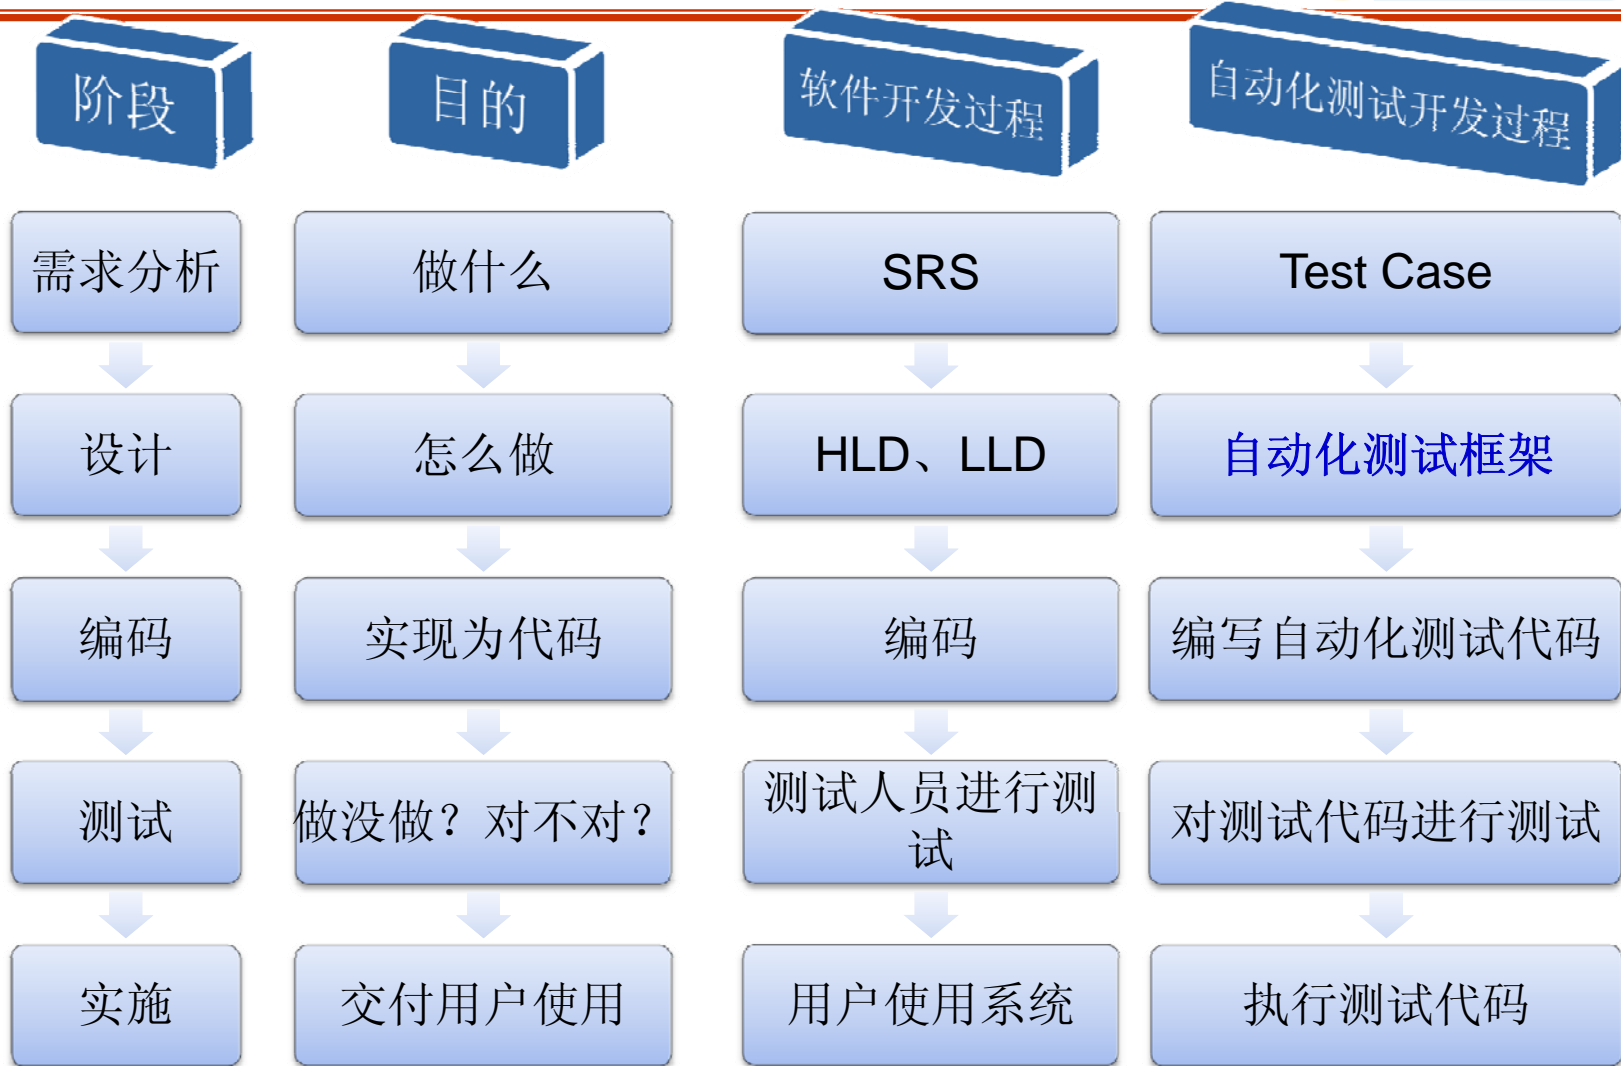 阶段
目的
软件开发过程
自动化测试开发过程
需求分析
做什么
SRS
Test Case
设计
怎么做
HLD、LLD
自动化测试框架
编码
实现为代码
编码
编写自动化测试代码
测试
做没做？对不对？
测试人员进行测
试
对测试代码进行测试
实施
交付用户使用
用户使用系统
执行测试代码